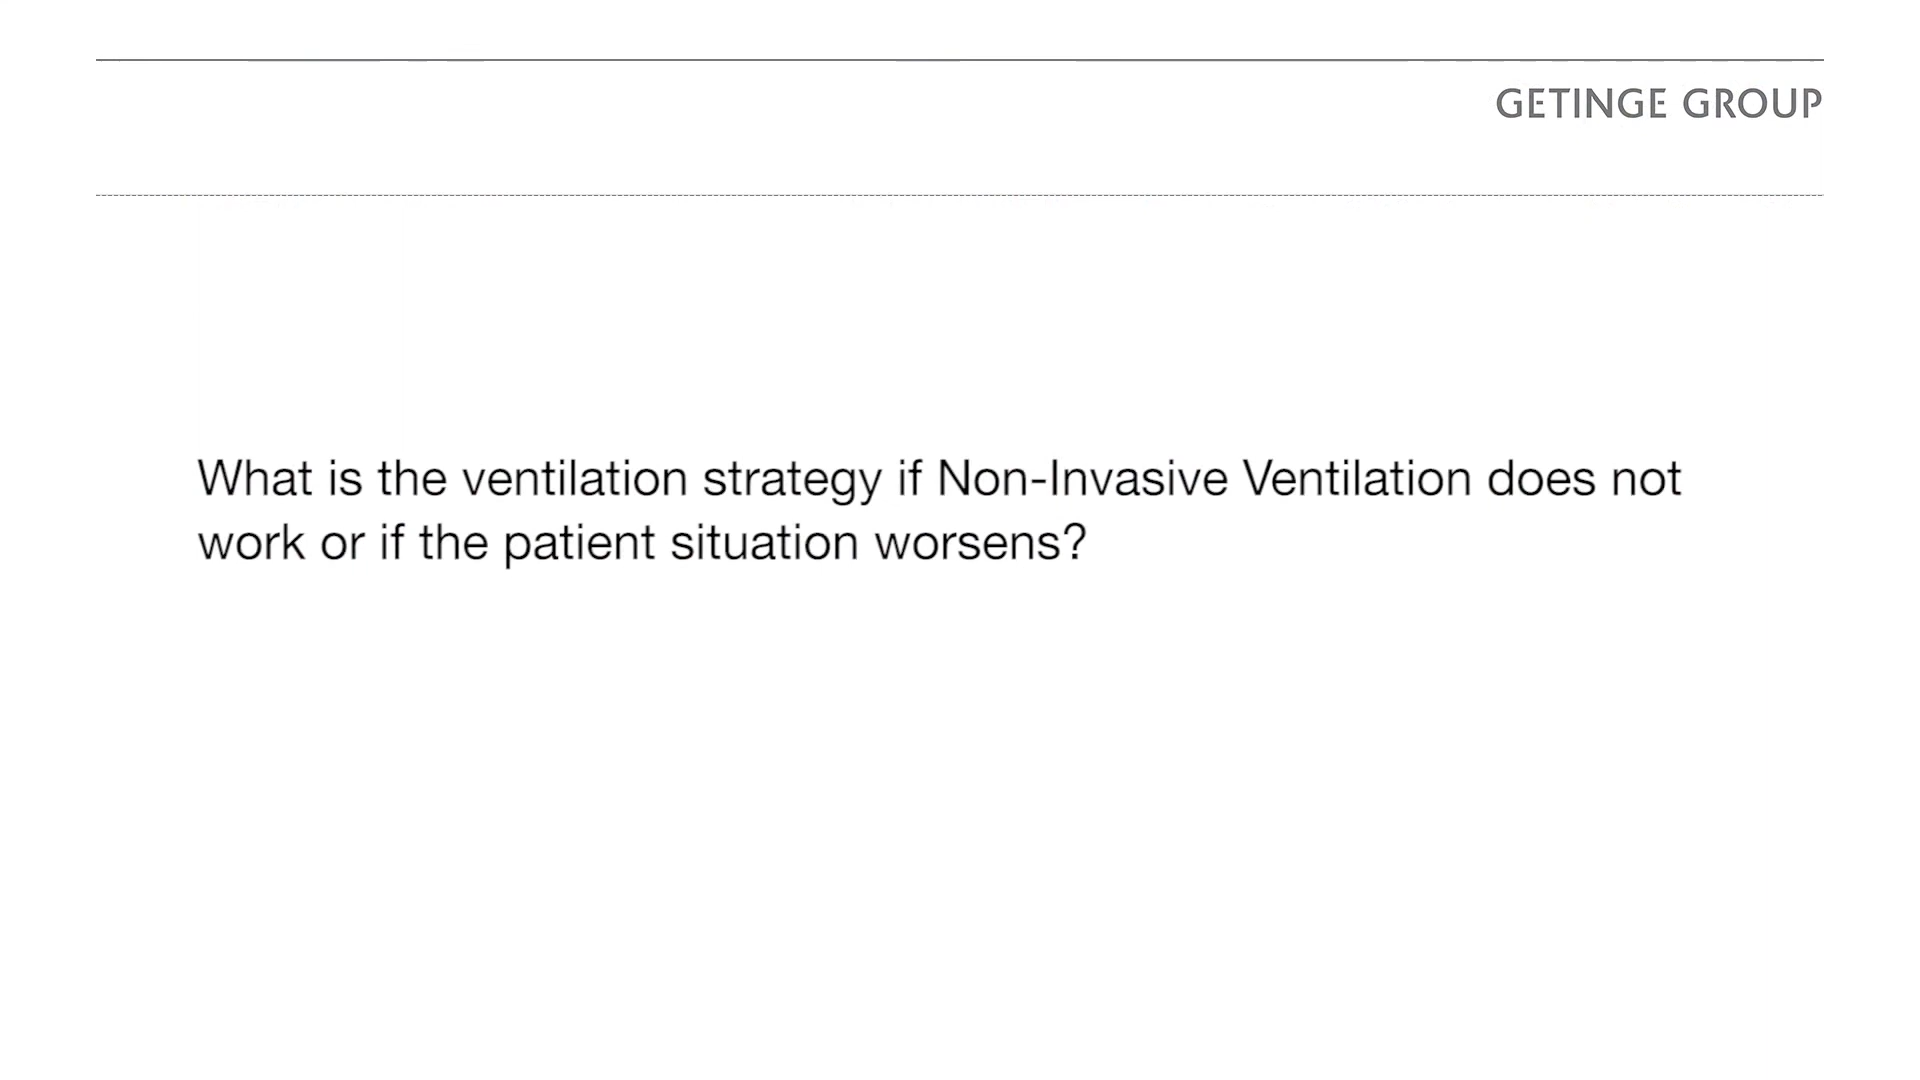 GETINGE GROUP
What is the ventilation strategy if Non-Invasive Ventilation does not
work or if the patient situation worsens?